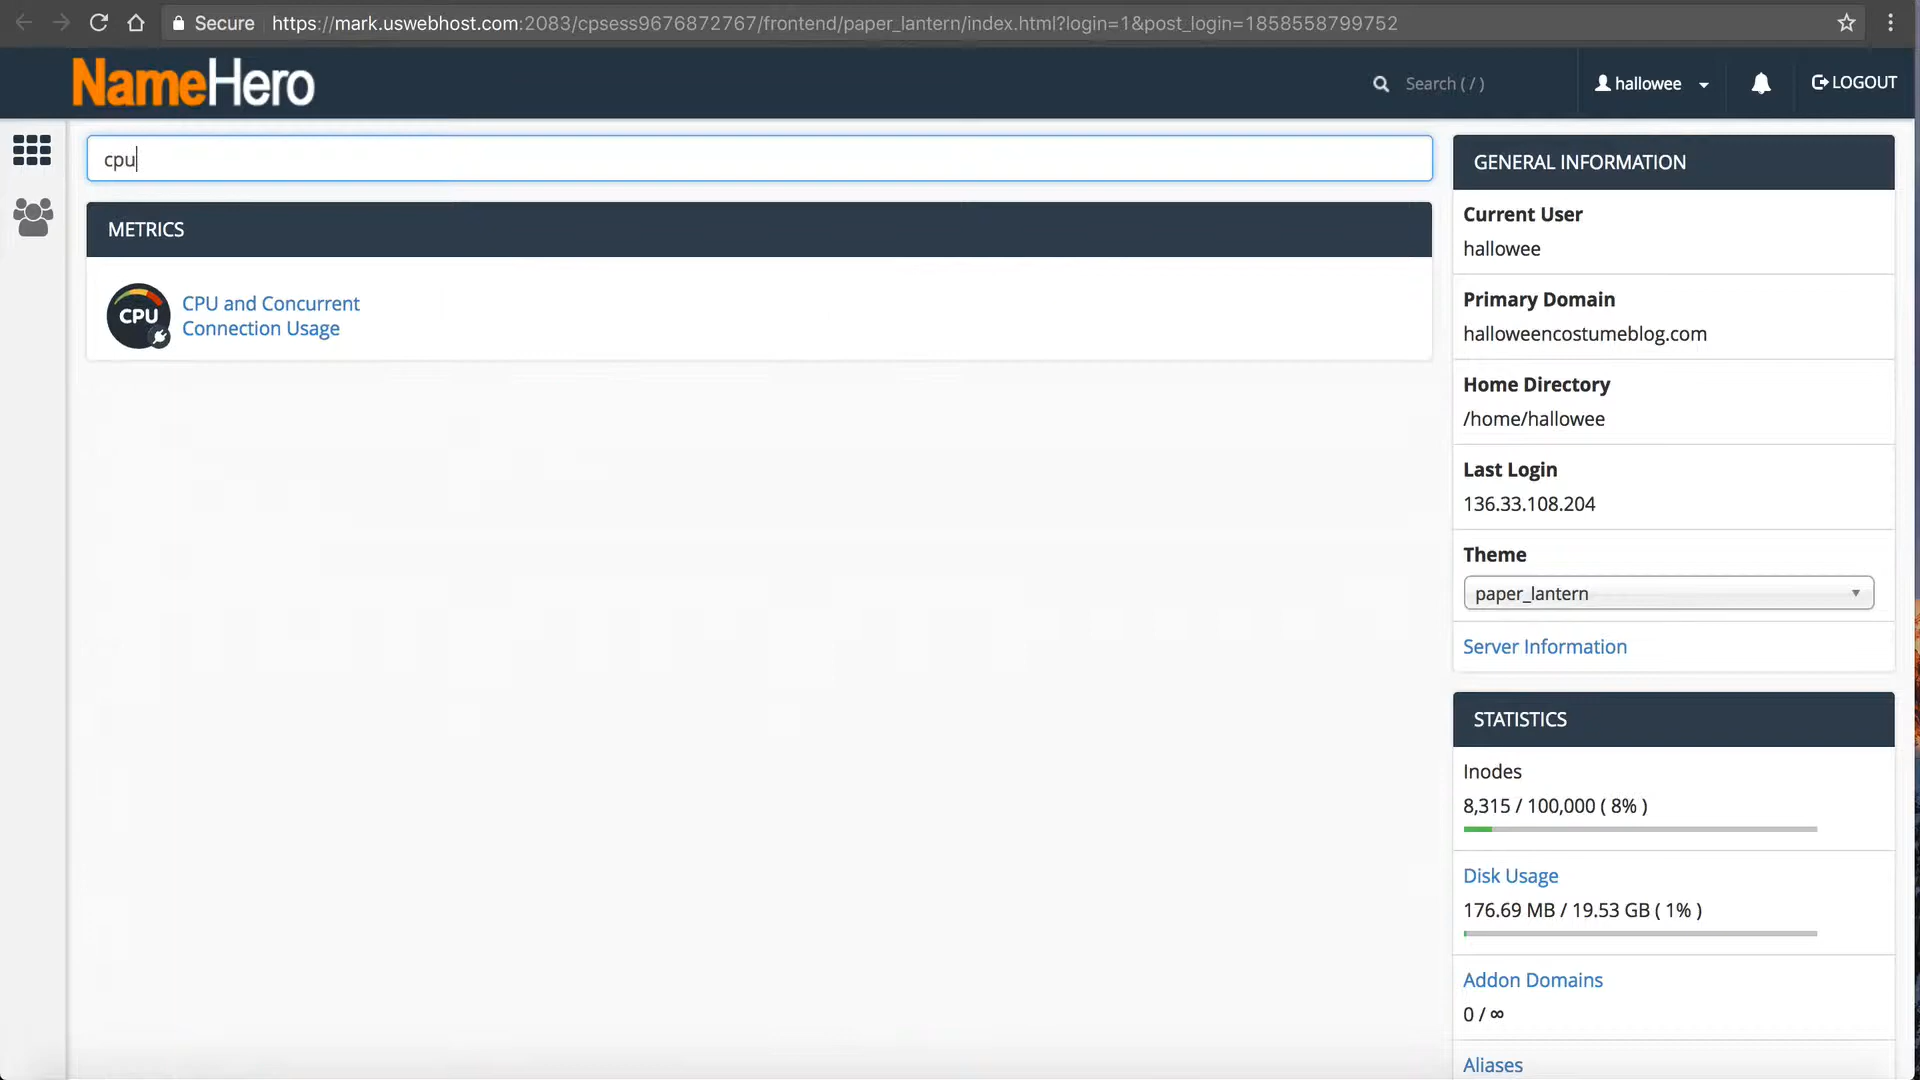 Secure https://mark.uswebhost.com:2083/cpsess9676872767/frontend/paper_lantern/index.html?login=1&post_login=1858558799752
NameHero
Search ( / )
hallowee
LOGOUT
cpu
METRICS
CPU
CPU and Concurrent
Connection Usage
GENERAL INFORMATION
Current User
hallowee
Primary Domain
halloweencostumeblog.com
Home Directory
/home/hallowee
Last Login
136.33.108.204
Theme
paper_lantern
Server Information
STATISTICS
Inodes
8,315 / 100,000 ( 8% )
Disk Usage
176.69 MB / 19.53 GB ( 1% )
Addon Domains
0 / ∞
Aliases